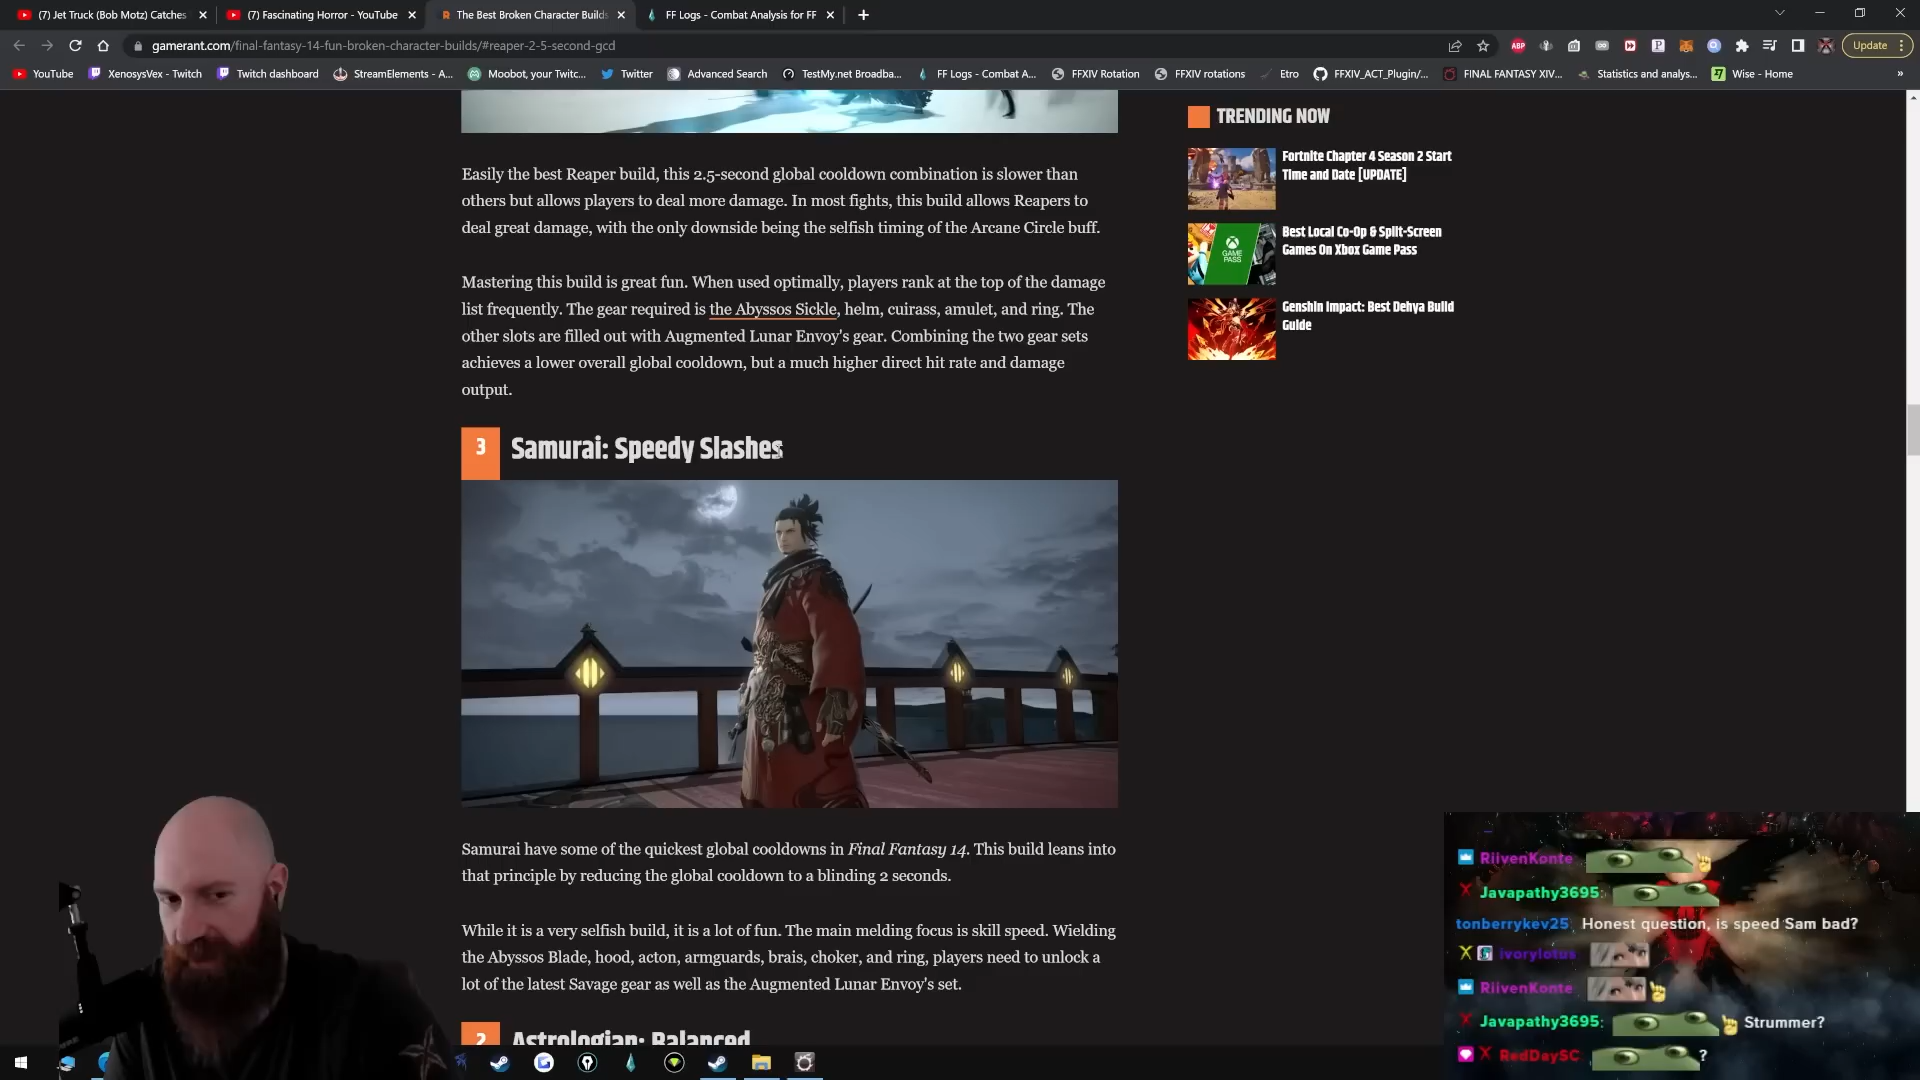 (7) Jet Truck (Bob Motz) Catches
(7) Fascinating Horror - YouTube
The Best Broken Character Builds
FF Logs - Combat Analysis for FF
gamerant.com/final-fantasy-14-fun-broken-character-builds/#reaper-2-5-second-gcd
ABP
Update
YouTube
XenosysVex - Twitch
Twitch dashboard
StreamElements - A...
Moobot, your Twitc...
Twitter
Advanced Search
TestMy.net Broadba...
FF Logs - Combat A...
FFXIV Rotation
FFXIV rotations
Etro
FFXIV_ACT_Plugin/...
FINAL FANTASY XIV...
Statistics and analys...
Wise - Home
»
Easily the best Reaper build, this 2.5-second global cooldown combination is slower than
others but allows players to deal more damage. In most fights, this build allows Reapers to
deal great damage, with the only downside being the selfish timing of the Arcane Circle buff.
Mastering this build is great fun. When used optimally, players rank at the top of the damage
list frequently. The gear required is the Abyssos Sickle, helm, cuirass, amulet, and ring. The
other slots are filled out with Augmented Lunar Envoy's gear. Combining the two gear sets
achieves a lower overall global cooldown, but a much higher direct hit rate and damage
output.
3 Samurai: Speedy Slashes
Samurai have some of the quickest global cooldowns in Final Fantasy 14. This build leans into
that principle by reducing the global cooldown to a blinding 2 seconds.
While it is a very selfish build, it is a lot of fun. The main melding focus is skill speed. Wielding
the Abyssos Blade, hood, acton, armguards, brais, choker, and ring, players need to unlock a
lot of the latest Savage gear as well as the Augmented Lunar Envoy's set.
2 Astrologian: Balanced
TRENDING NOW
Fortnite Chapter 4 Season 2 Start
Time and Date [UPDATE]
XBOX
GAME
PASS
Best Local Co-Op & Split-Screen
Games On Xbox Game Pass
Genshin Impact: Best Dehya Build
Guide
RiivenKonte
Javapathy3695:
tonberrykev25 Honest question, is speed Sam bad?
ivorylotus
RiivenKonte
Javapathy3695: Strummer?
RedDaySC ?